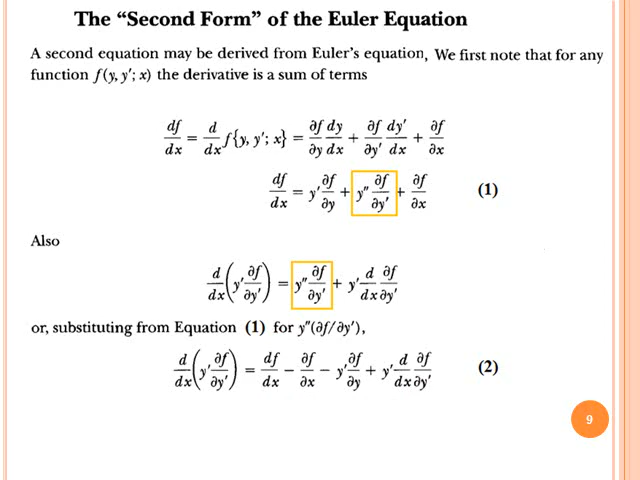 The “Second Form” of the Euler Equation
A second equation may be derived from Euler’s equation, We first note that for any
function f(y, y′; x) the derivative is a sum of terms
df/dx = d/dx f{y, y′; x} = ∂f/∂y dy/dx + ∂f/∂y′ dy′/dx + ∂f/∂x
df/dx = y′ ∂f/∂y + y″ ∂f/∂y′ + ∂f/∂x (1)
Also
d/dx (y′ ∂f/∂y′) = y″ ∂f/∂y′ + y′ d/dx ∂f/∂y′
or, substituting from Equation (1) for y″(∂f/∂y′),
d/dx (y′ ∂f/∂y′) = df/dx − ∂f/∂x − y′ ∂f/∂y + y′ d/dx ∂f/∂y′ (2)
9